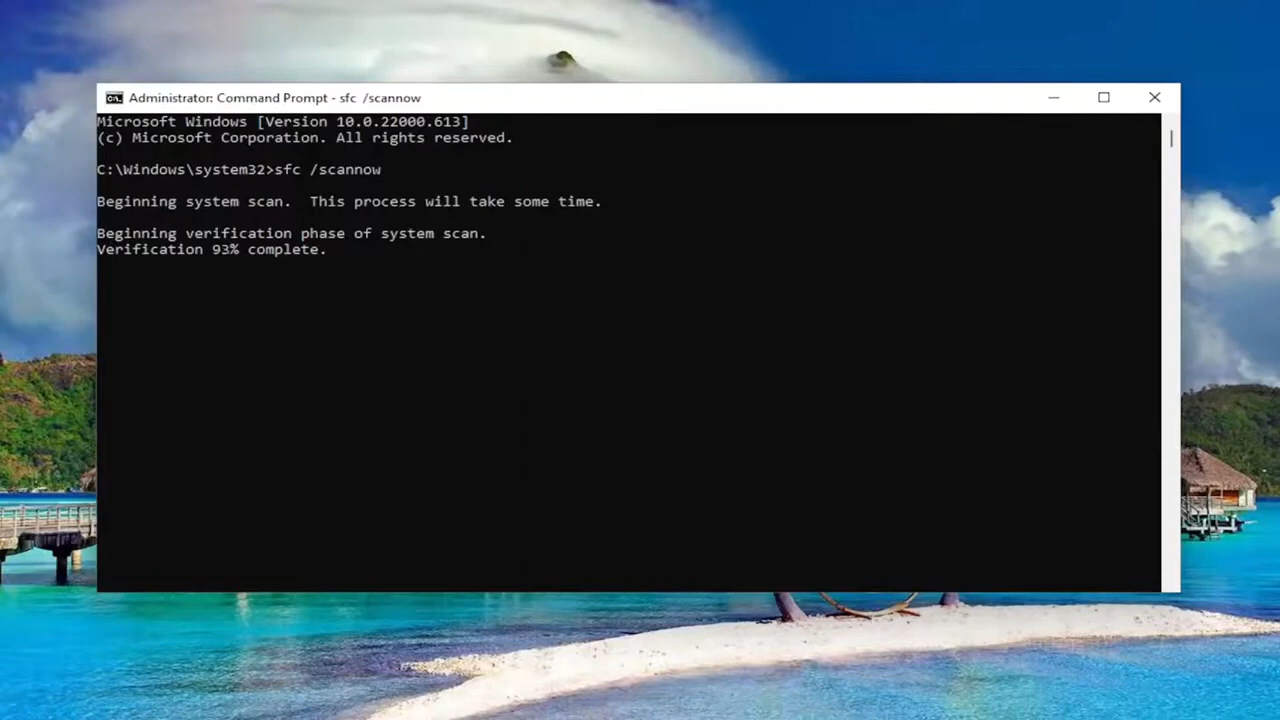 Administrator: Command Prompt - sfc  /scannow
Microsoft Windows [Version 10.0.22000.613]
(c) Microsoft Corporation. All rights reserved.
C:\Windows\system32>sfc /scannow
Beginning system scan.  This process will take some time.
Beginning verification phase of system scan.
Verification 93% complete.